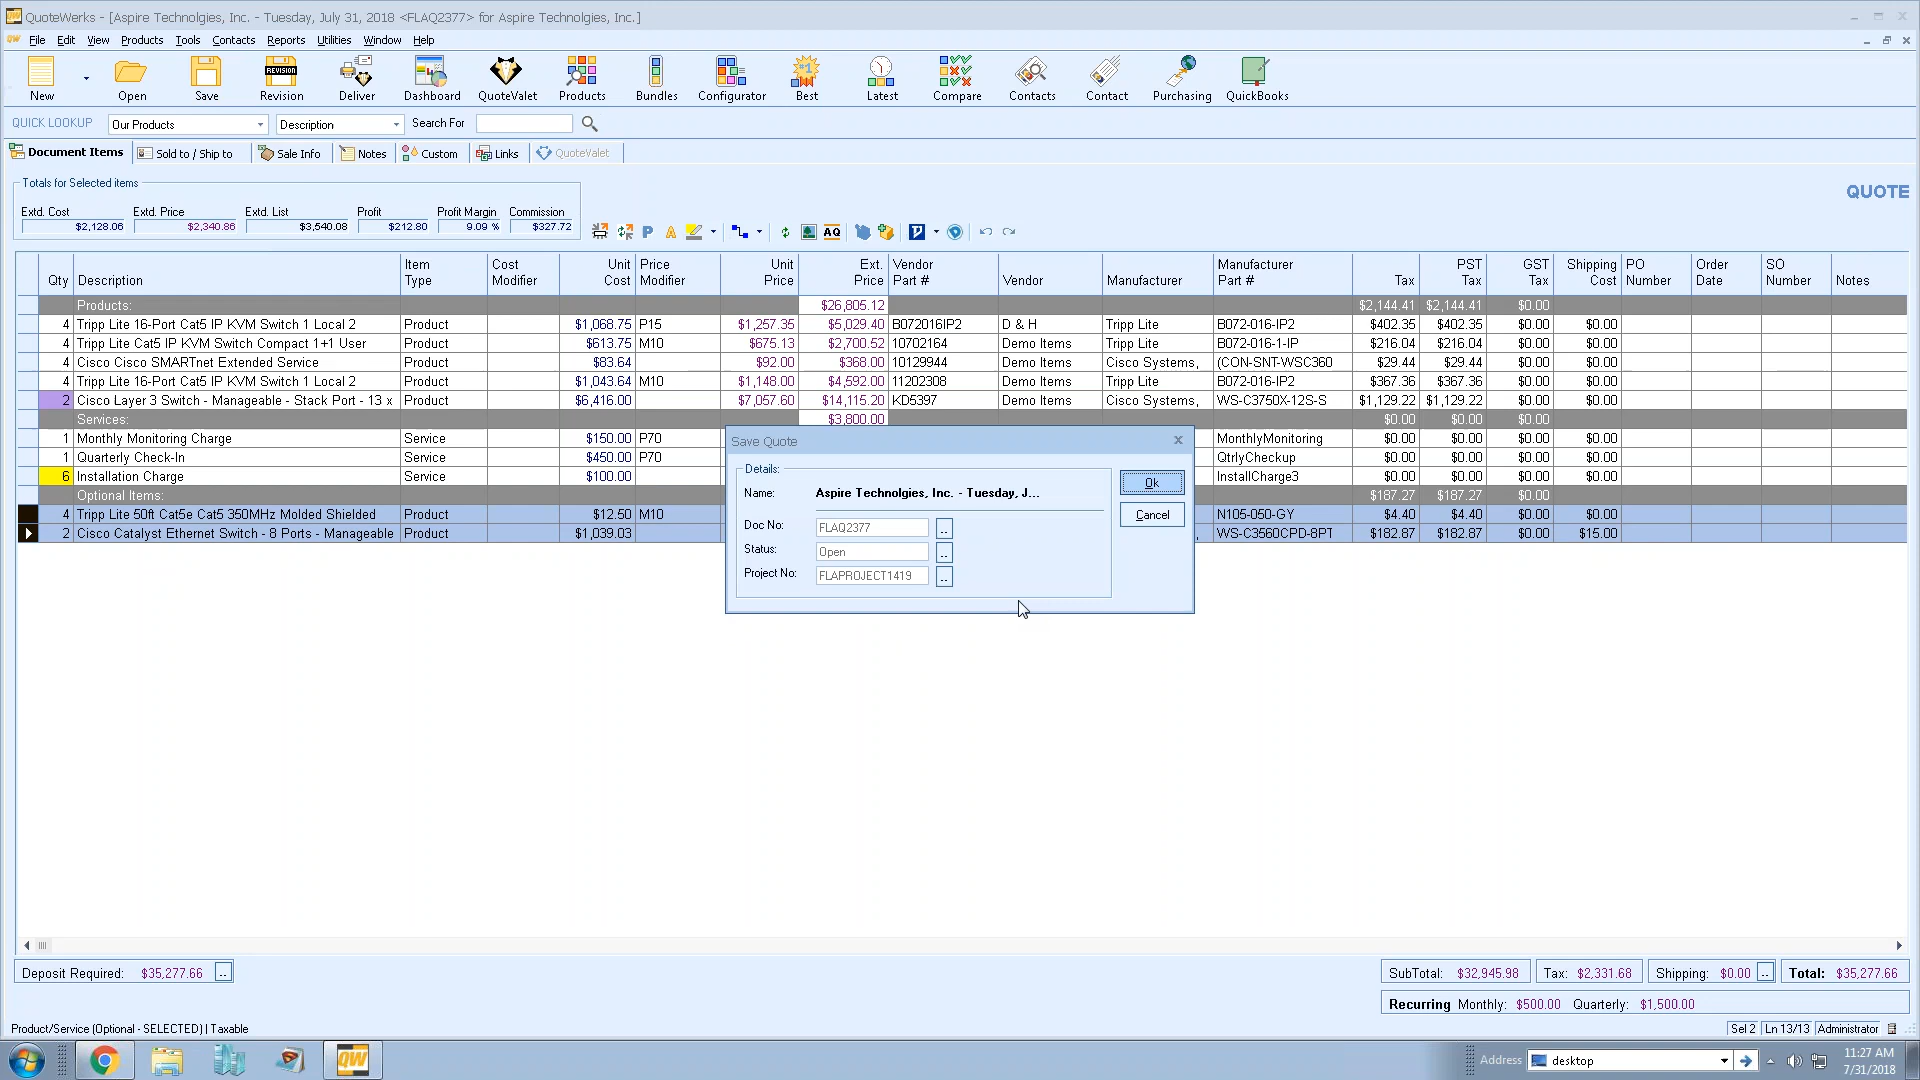 QuoteWerks - [Aspire Technolgies, Inc. - Tuesday, July 31, 2018 <FLAQ2377> for Aspire Technolgies, Inc.]
File Edit View Products Tools Contacts Reports Utilities Window Help
REVISION #1
New Open Save Revision Deliver Dashboard QuoteValet Products Bundles Configurator Best Latest Compare Contacts Contact Purchasing QuickBooks
QUICK LOOKUP Our Products Description Search For
Document Items Sold to / Ship to Sale Info Notes Custom Links QuoteValet
Totals for Selected items
QUOTE
Extd. Cost Extd. Price Extd. List Profit Profit Margin Commission
$2,128.06 $2,340.86 $3,540.08 $212.80 9.09 % $327.72
P A AQ
Qty Description Item Type Cost Modifier Unit Cost Price Modifier Unit Price Ext. Price Vendor Part # Vendor Manufacturer Manufacturer Part # Tax PST Tax GST Tax Shipping Cost PO Number Order Date SO Number Notes
Products: $26,805.12 $2,144.41 $2,144.41 $0.00
4 Tripp Lite 16-Port Cat5 IP KVM Switch 1 Local 2 Product $1,068.75 P15 $1,257.35 $5,029.40 B072016IP2 D & H Tripp Lite B072-016-IP2 $402.35 $402.35 $0.00 $0.00
4 Tripp Lite Cat5 IP KVM Switch Compact 1+1 User Product $613.75 M10 $675.13 $2,700.52 10702164 Demo Items Tripp Lite B072-016-1-IP $216.04 $216.04 $0.00 $0.00
4 Cisco Cisco SMARTnet Extended Service Product $83.64 $92.00 $368.00 10129944 Demo Items Cisco Systems, (CON-SNT-WSC360 $29.44 $29.44 $0.00 $0.00
4 Tripp Lite 16-Port Cat5 IP KVM Switch 1 Local 2 Product $1,043.64 M10 $1,148.00 $4,592.00 11202308 Demo Items Tripp Lite B072-016-IP2 $367.36 $367.36 $0.00 $0.00
2 Cisco Layer 3 Switch - Manageable - Stack Port - 13 x Product $6,416.00 $7,057.60 $14,115.20 KD5397 Demo Items Cisco Systems, WS-C3750X-12S-S $1,129.22 $1,129.22 $0.00 $0.00
Services: $3,800.00 $0.00 $0.00 $0.00
1 Monthly Monitoring Charge Service $150.00 P70 MonthlyMonitoring $0.00 $0.00 $0.00 $0.00
1 Quarterly Check-In Service $450.00 P70 QtrlyCheckup $0.00 $0.00 $0.00 $0.00
6 Installation Charge Service $100.00 InstallCharge3 $0.00 $0.00 $0.00 $0.00
Optional Items: $187.27 $187.27 $0.00
4 Tripp Lite 50ft Cat5e Cat5 350MHz Molded Shielded Product $12.50 M10 N105-050-GY $4.40 $4.40 $0.00 $0.00
2 Cisco Catalyst Ethernet Switch - 8 Ports - Manageable Product $1,039.03 , WS-C3560CPD-8PT $182.87 $182.87 $0.00 $15.00
Save Quote
Details:
Name: Aspire Technolgies, Inc. - Tuesday, J...
Doc No: FLAQ2377 ..
Status: Open ..
Project No: FLAPROJECT1419 ..
Ok
Cancel
Deposit Required: $35,277.66 ..
SubTotal: $32,945.98 Tax: $2,331.68 Shipping: $0.00 .. Total: $35,277.66
Recurring Monthly: $500.00 Quarterly: $1,500.00
Product/Service (Optional - SELECTED) | Taxable
Sel 2 Ln 13/13 Administrator
QW
Address desktop
11:27 AM
7/31/2018